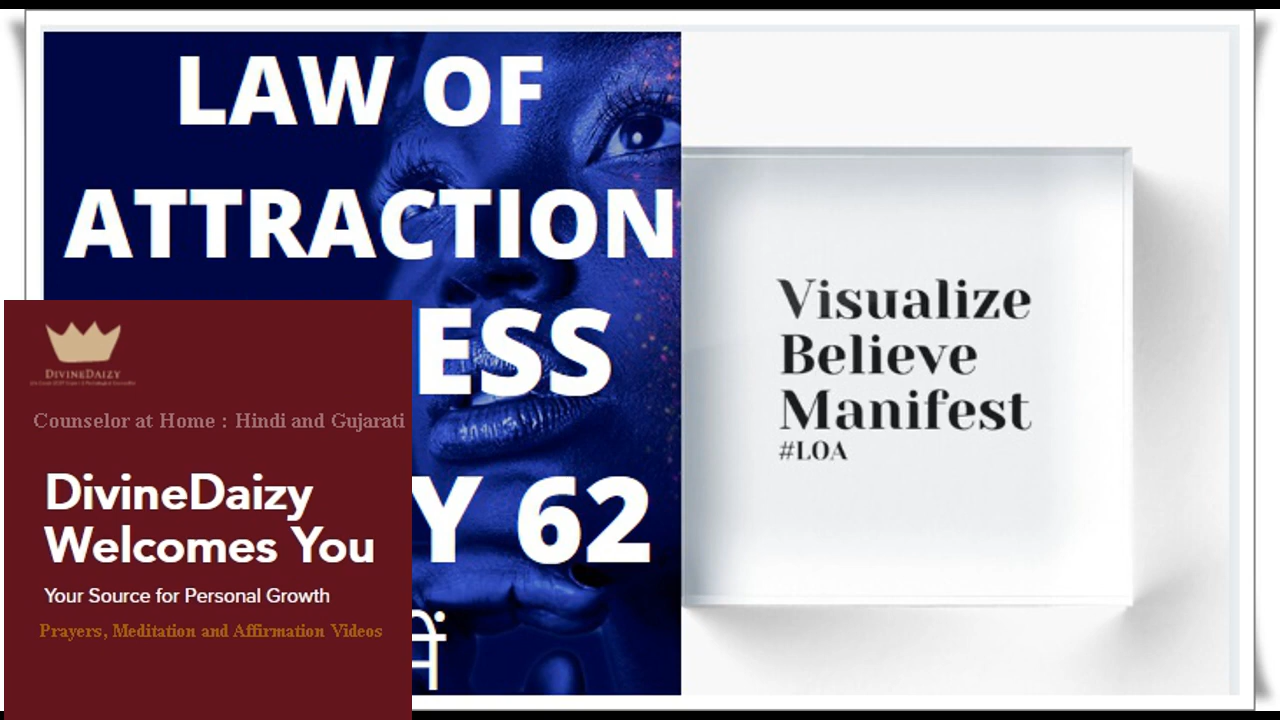 LAW OF
ATTRACTION
ESS
Y 62
में
DIVINEDAIZY
Counselor at Home : Hindi and Gujarati
DivineDaizy
Welcomes You
Your Source for Personal Growth
Prayers, Meditation and Affirmation Videos
Visualize
Believe
Manifest
#LOA